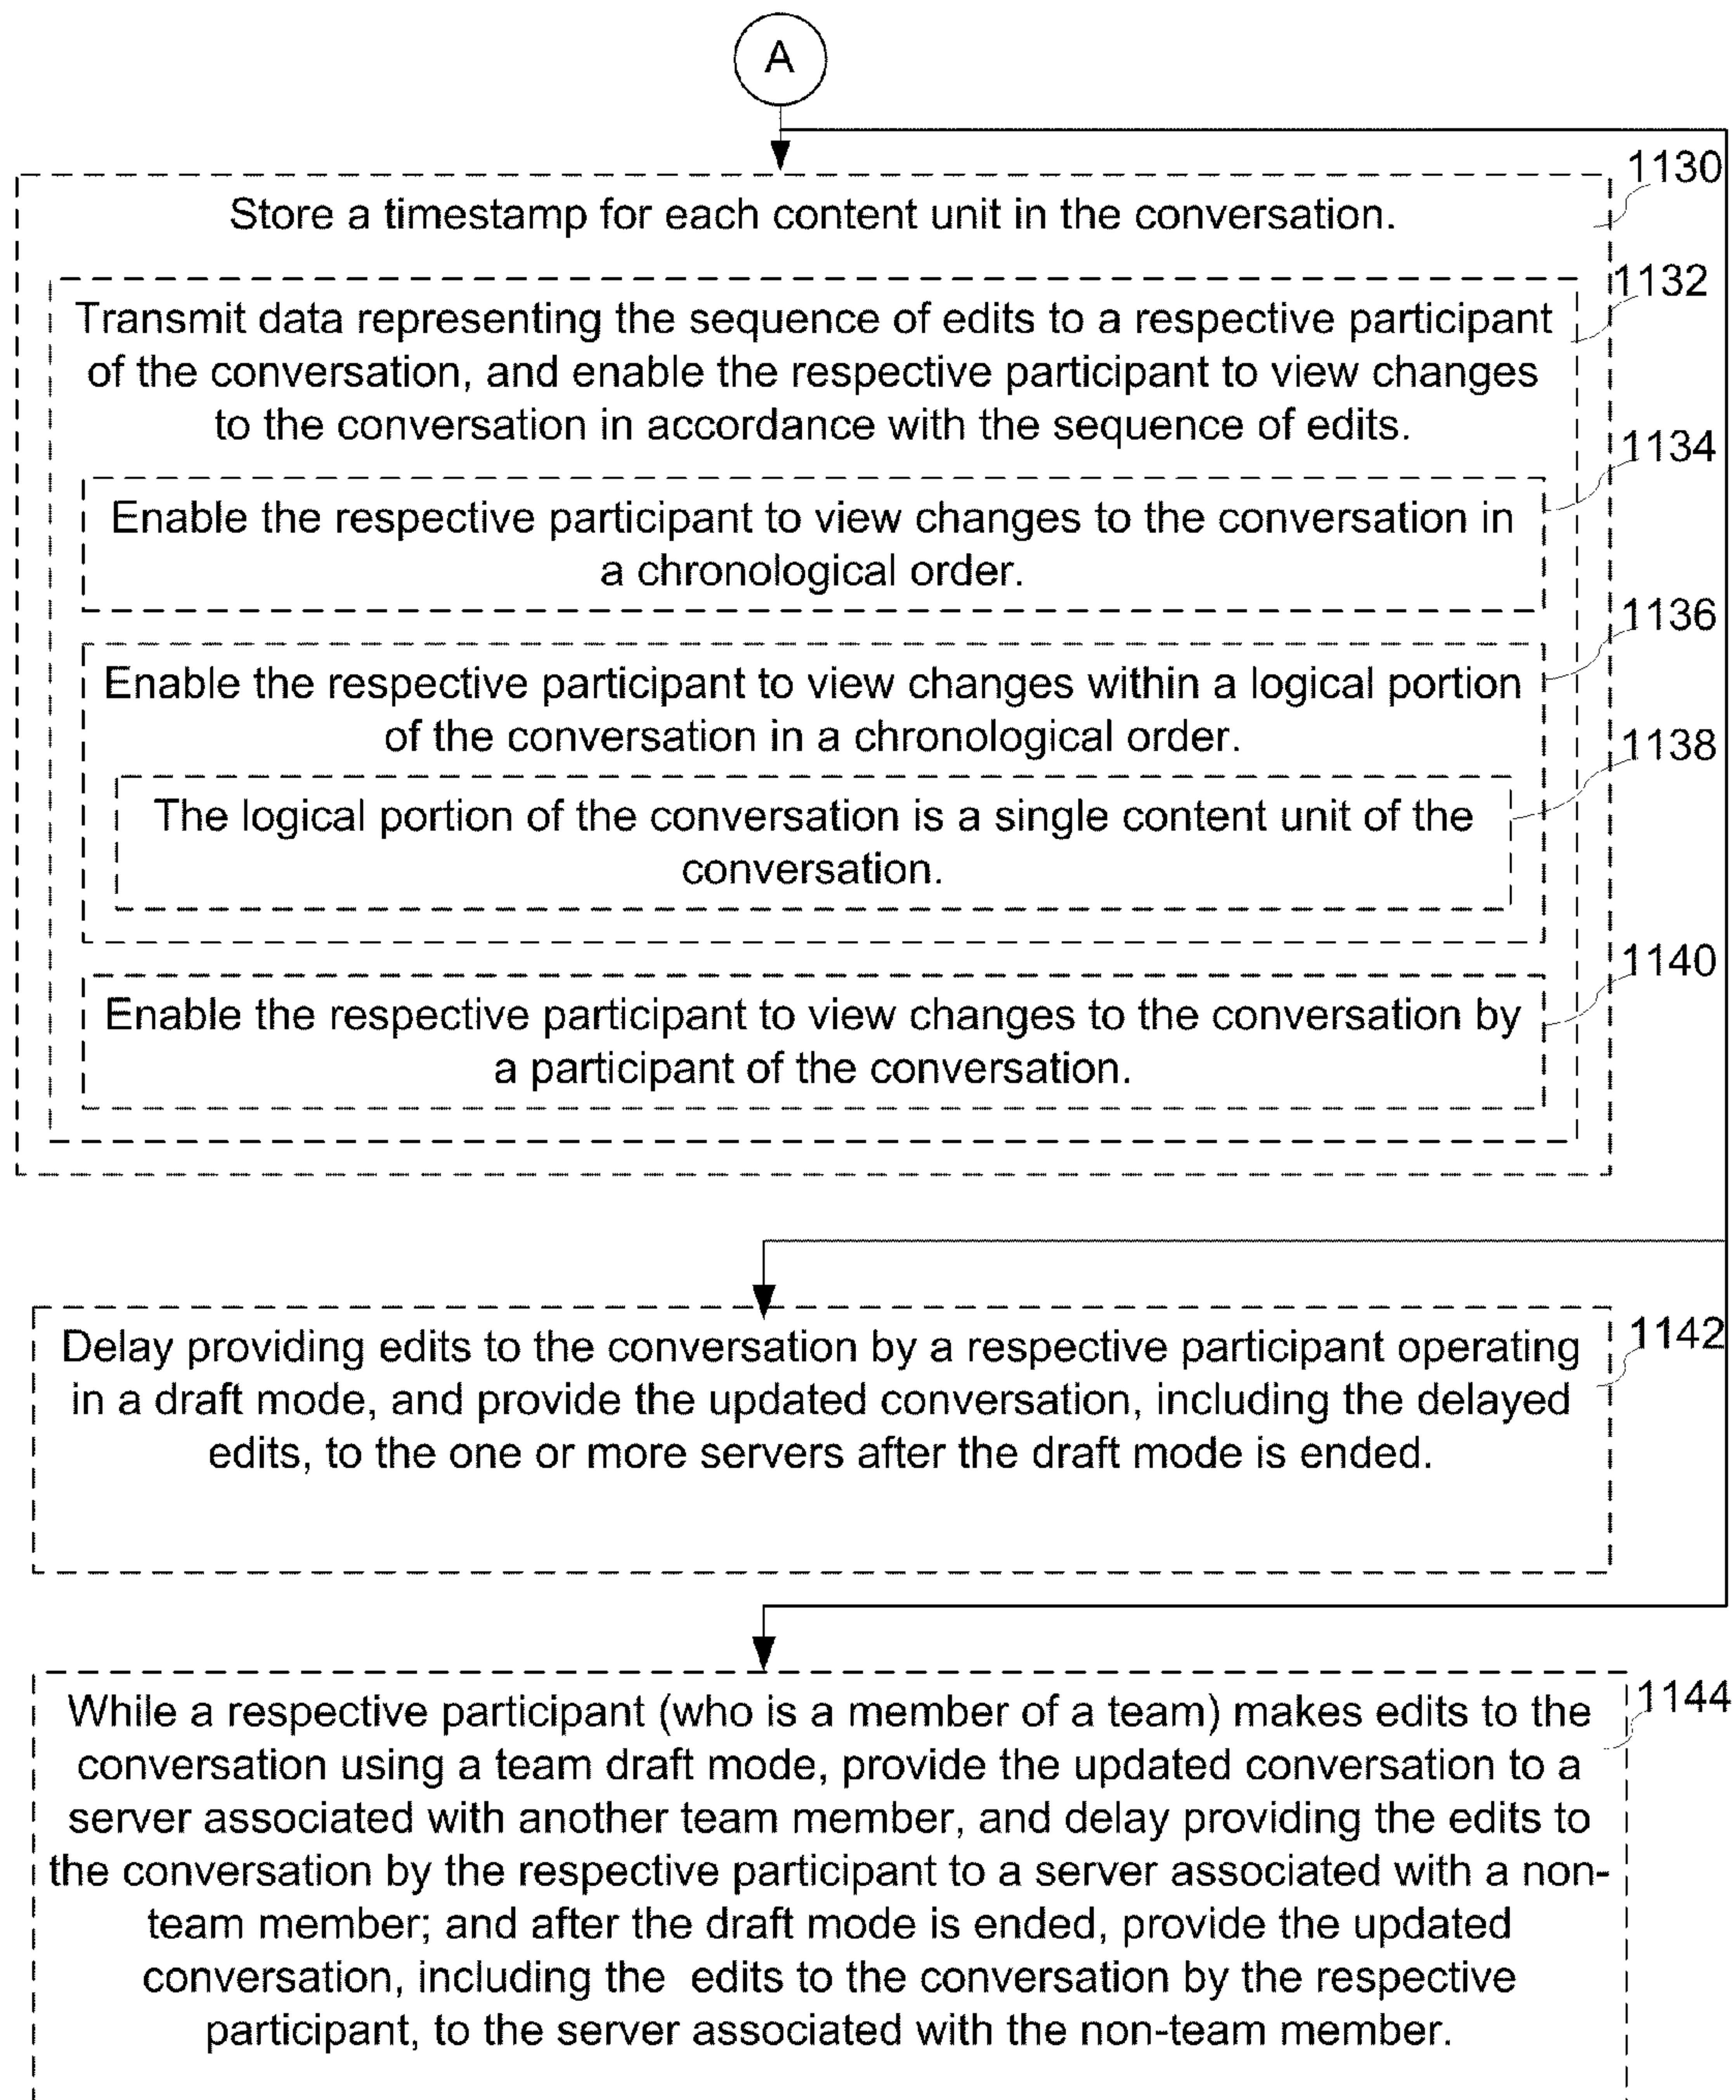 A
1130
Store a timestamp for each content unit in the conversation.
1132
Transmit data representing the sequence of edits to a respective participant
of the conversation, and enable the respective participant to view changes
to the conversation in accordance with the sequence of edits.
1134
Enable the respective participant to view changes to the conversation in
a chronological order.
1136
Enable the respective participant to view changes within a logical portion
of the conversation in a chronological order.
1138
The logical portion of the conversation is a single content unit of the
conversation.
1140
Enable the respective participant to view changes to the conversation by
a participant of the conversation.
1142
Delay providing edits to the conversation by a respective participant operating
in a draft mode, and provide the updated conversation, including the delayed
edits, to the one or more servers after the draft mode is ended.
1144
While a respective participant (who is a member of a team) makes edits to the
conversation using a team draft mode, provide the updated conversation to a
server associated with another team member, and delay providing the edits to
the conversation by the respective participant to a server associated with a non-
team member; and after the draft mode is ended, provide the updated
conversation, including the edits to the conversation by the respective
participant, to the server associated with the non-team member.